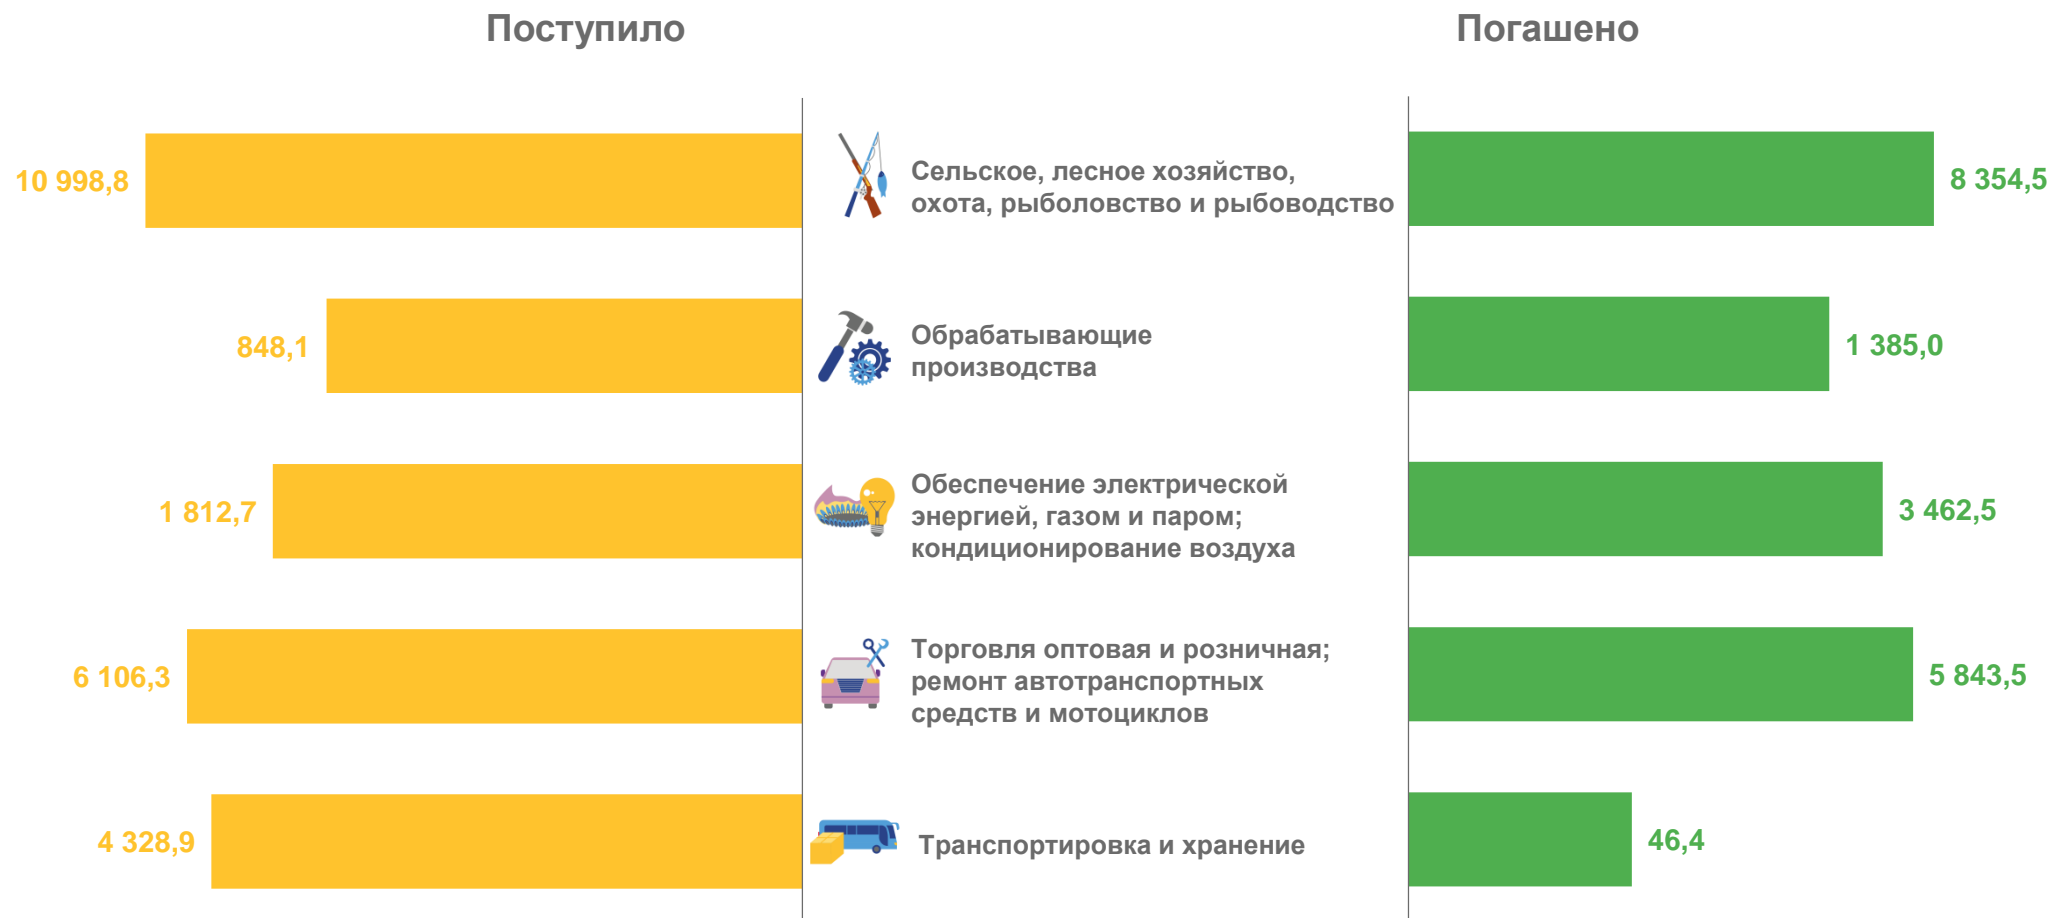 Поступило
Погашено
10 998,8
Сельское, лесное хозяйство,
охота, рыболовство и рыбоводство
8 354,5
848,1
Обрабатывающие
производства
1 385,0
1 812,7
Обеспечение электрической
энергией, газом и паром;
кондиционирование воздуха
3 462,5
6 106,3
Торговля оптовая и розничная;
ремонт автотранспортных
средств и мотоциклов
5 843,5
4 328,9
Транспортировка и хранение
46,4